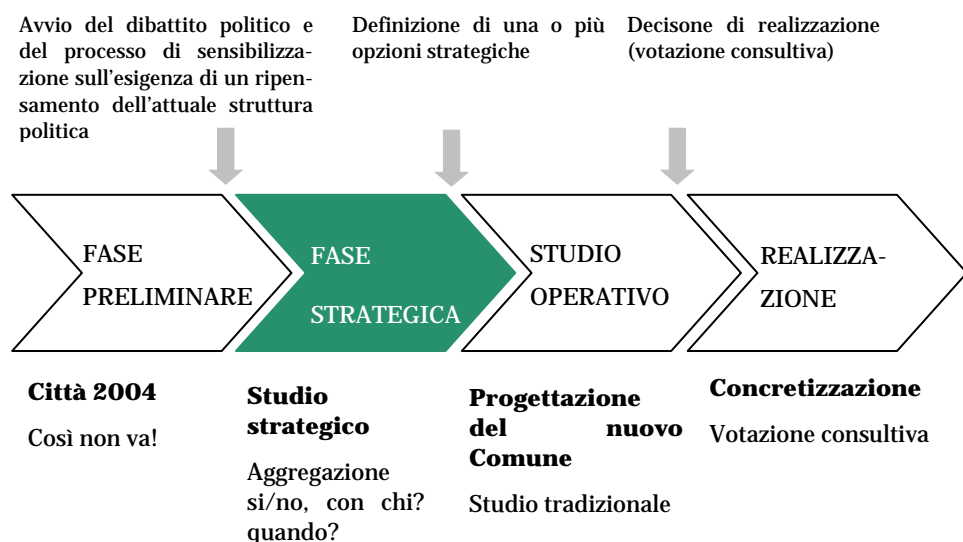 Avvio del dibattito politico e
del processo di sensibilizza-
zione sull'esigenza di un ripen-
samento dell'attuale struttura
politica
Definizione di una o più
opzioni strategiche
Decisone di realizzazione
(votazione consultiva)
FASE
PRELIMINARE
FASE
STRATEGICA
STUDIO
OPERATIVO
REALIZZA-
ZIONE
Città 2004
Così non va!
Studio
strategico
Aggregazione
si/no, con chi?
quando?
Progettazione
del nuovo
Comune
Studio tradizionale
Concretizzazione
Votazione consultiva